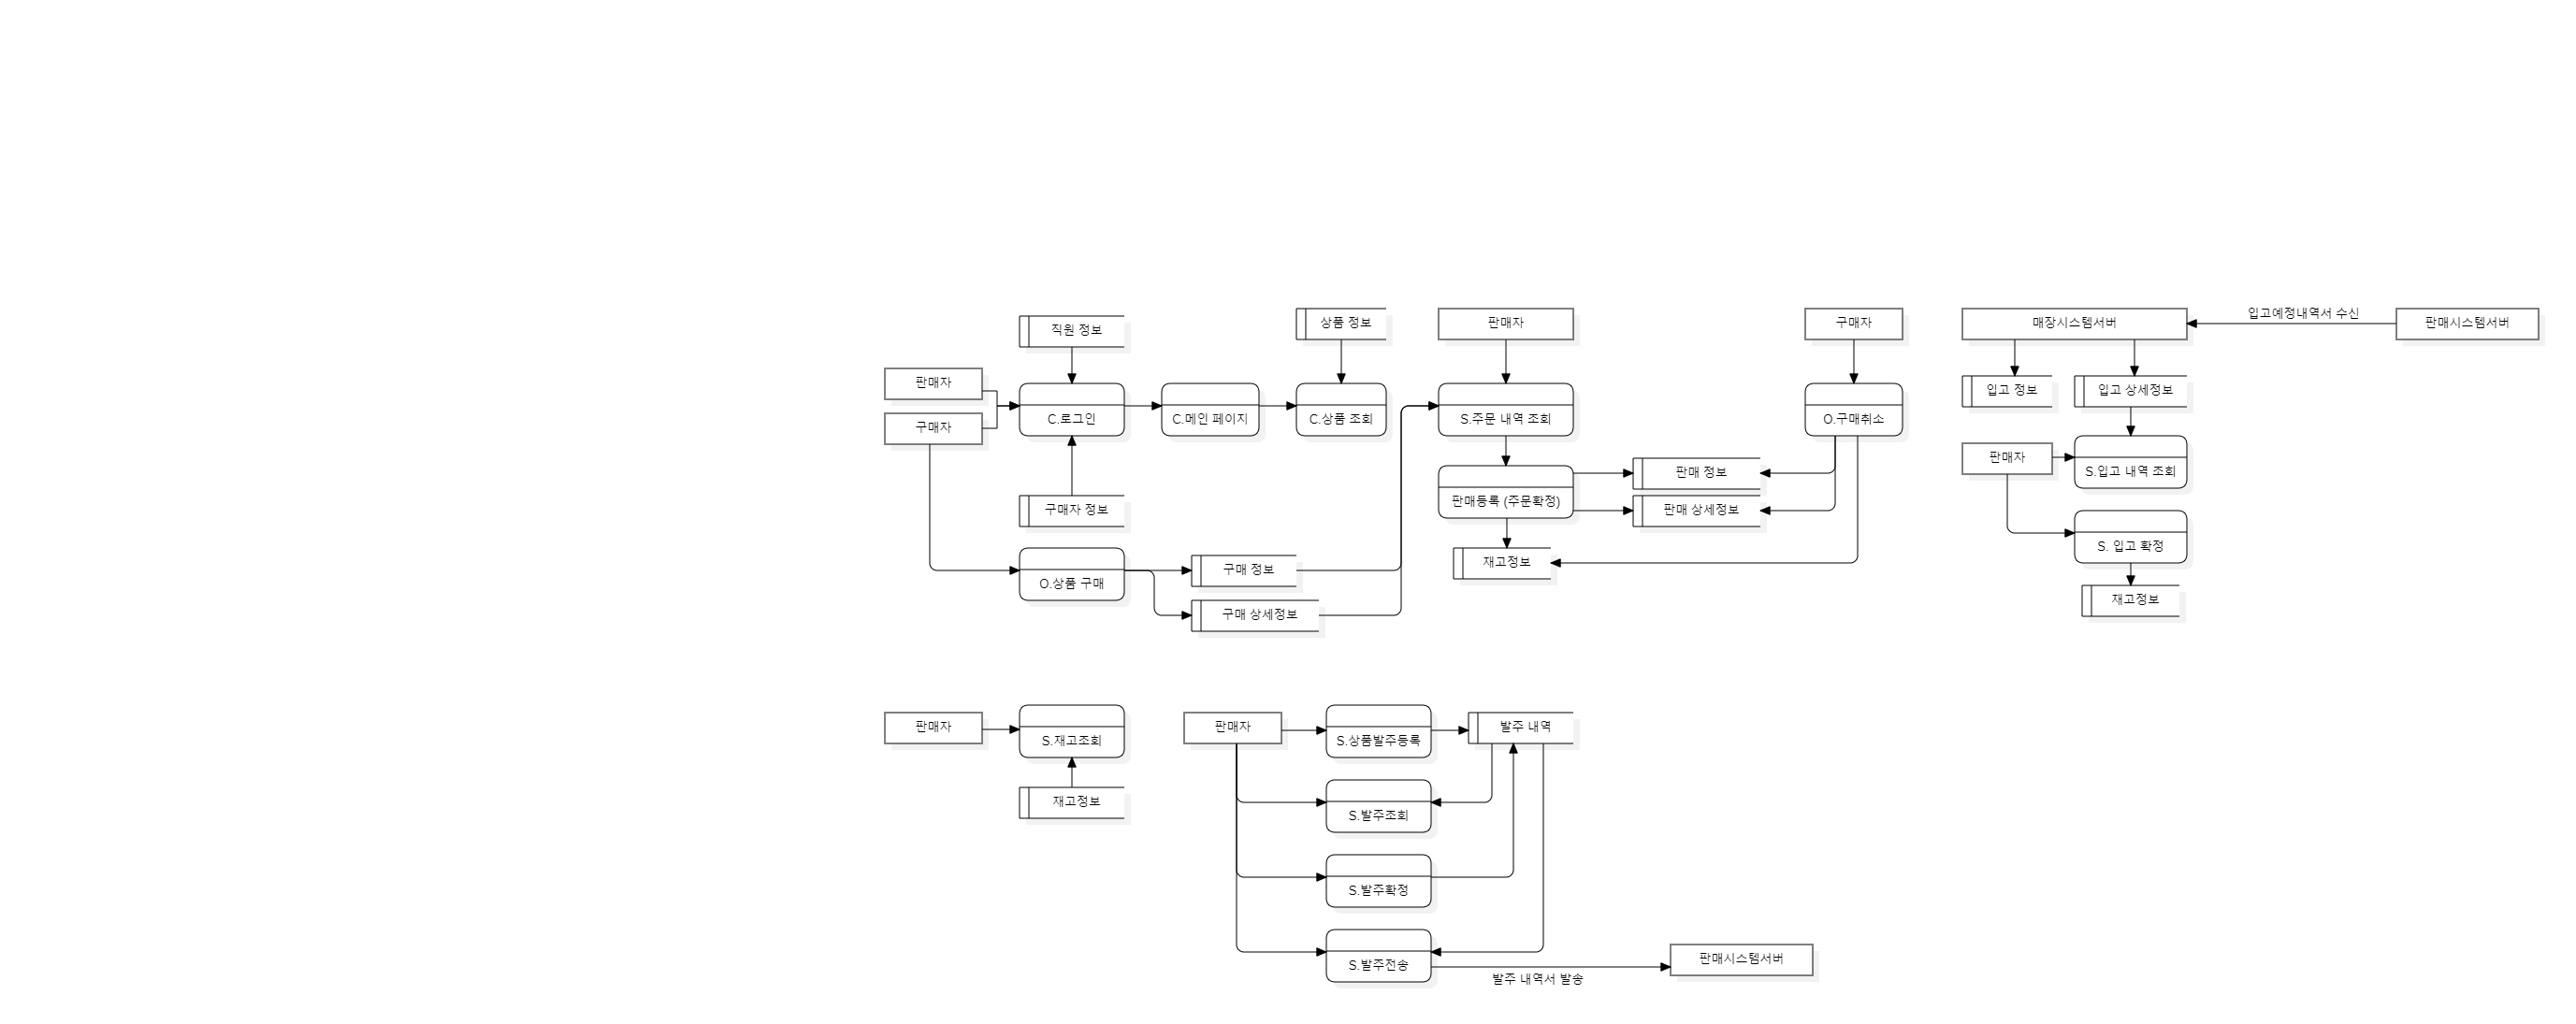 직원 정보
상품 정보
판매자
구매자
매장시스템서버
입고예정내역서 수신
판매시스템서버
판매자
구매자
C.로그인
C.메인 페이지
C.상품 조회
S.주문 내역 조회
O.구매취소
입고 정보
입고 상세정보
판매자
S.입고 내역 조회
구매자 정보
판매등록 (주문확정)
판매 정보
판매 상세정보
재고정보
S. 입고 확정
재고정보
O.상품 구매
구매 정보
구매 상세정보
판매자
S.재고조회
재고정보
판매자
S.상품발주등록
발주 내역
S.발주조회
S.발주확정
S.발주전송
발주 내역서 발송
판매시스템서버